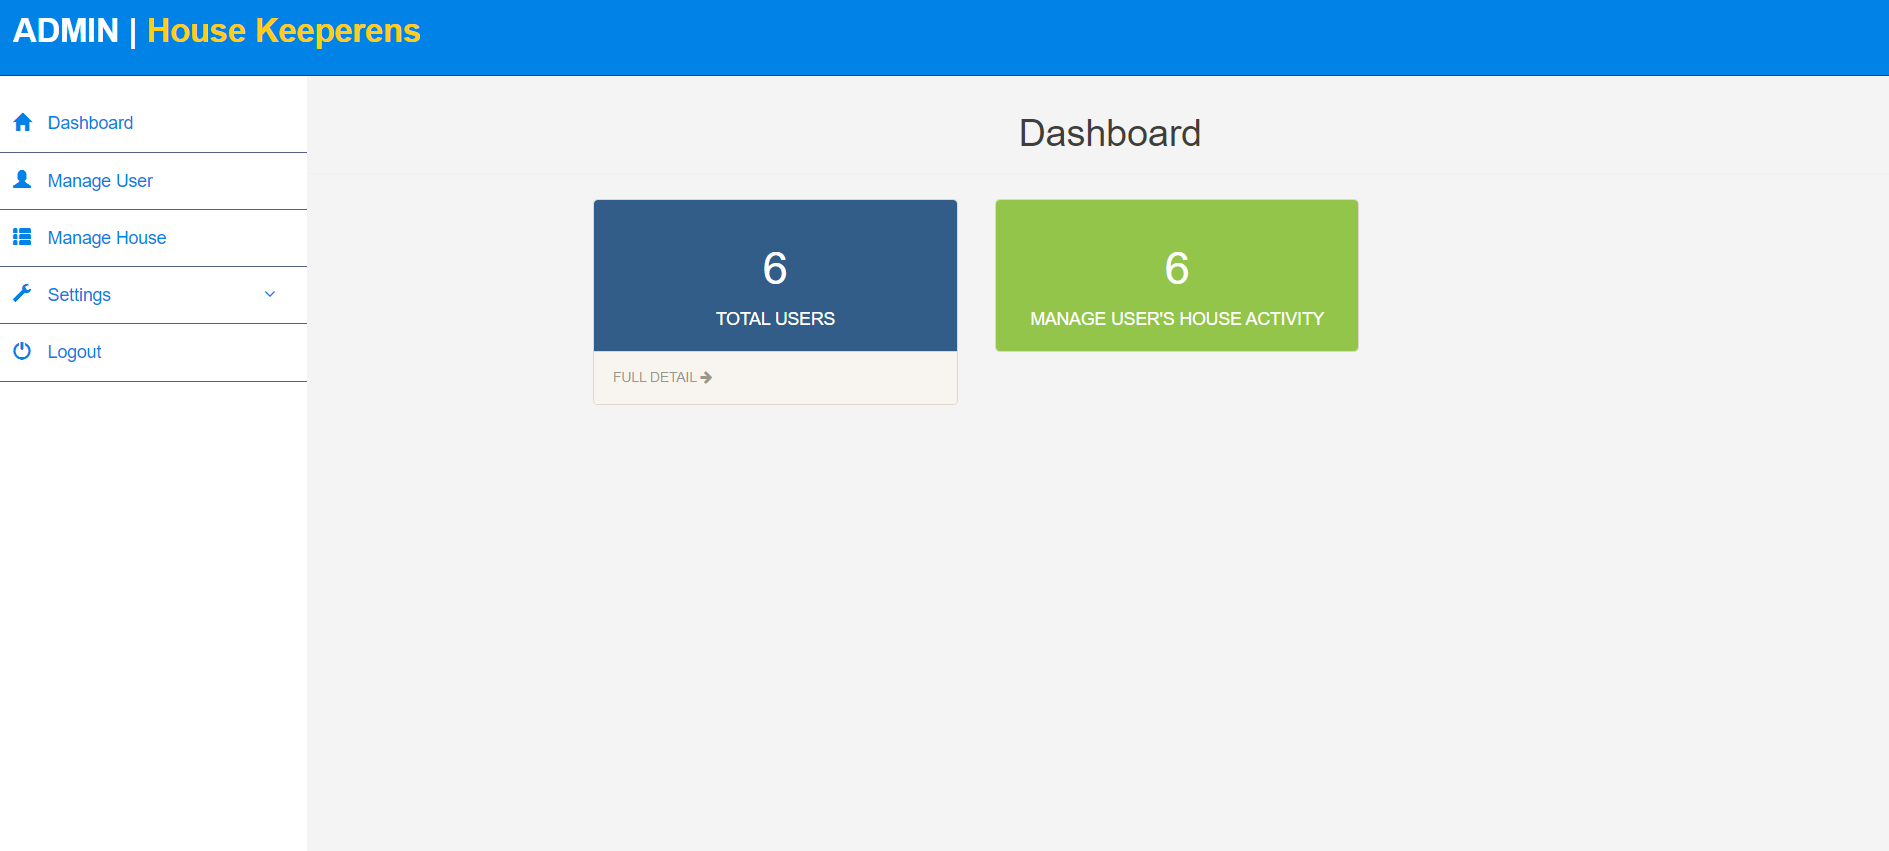 ADMIN | House Keeperens
Dashboard
Manage User
Manage House
Settings
Logout
Dashboard
6
TOTAL USERS
FULL DETAIL
6
MANAGE USER'S HOUSE ACTIVITY